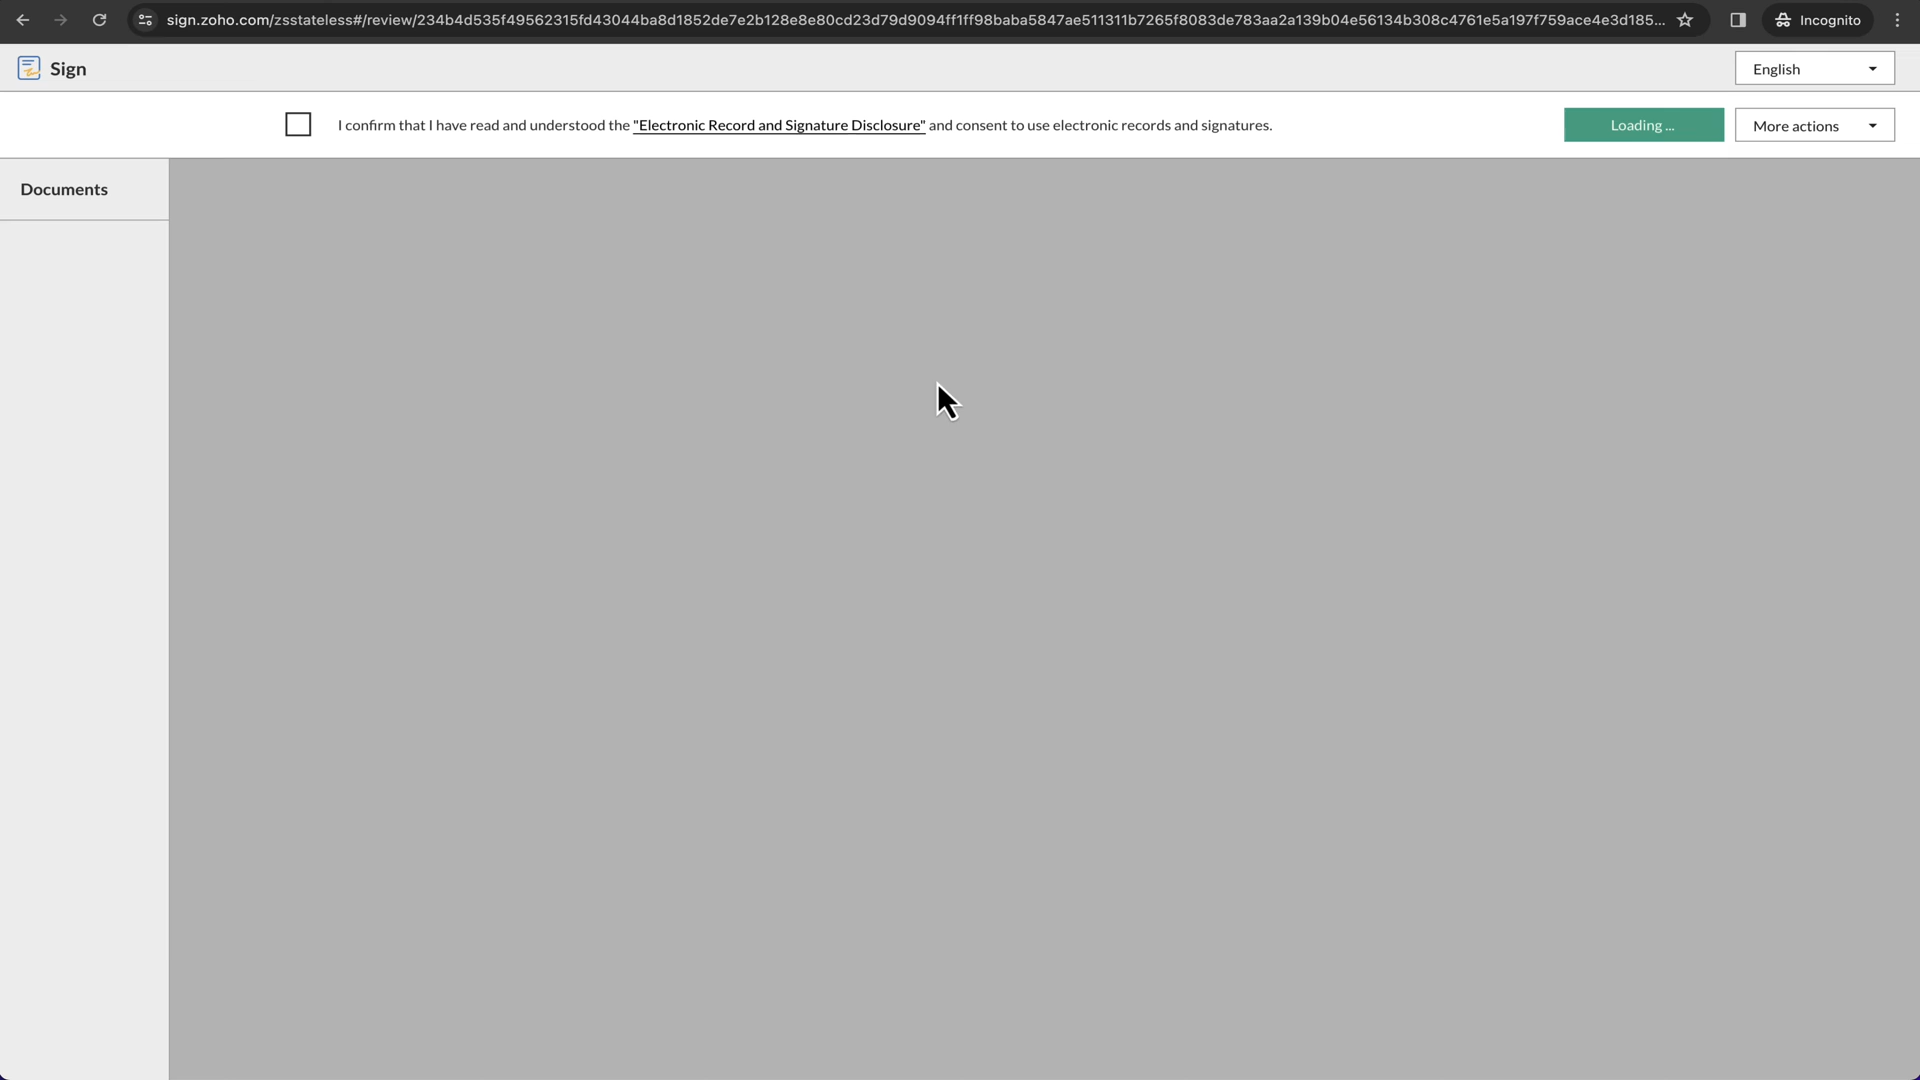 sign.zoho.com/zsstateless#/review/234b4d535f49562315fd43044ba8d1852de7e2b128e8e80cd23d79d9094ff1ff98baba5847ae511311b7265f8083de783aa2a139b04e56134b308c4761e5a197f759ace4e3d185...
Incognito
Sign
English
I confirm that I have read and understood the "Electronic Record and Signature Disclosure" and consent to use electronic records and signatures.
Loading ...
More actions
Documents